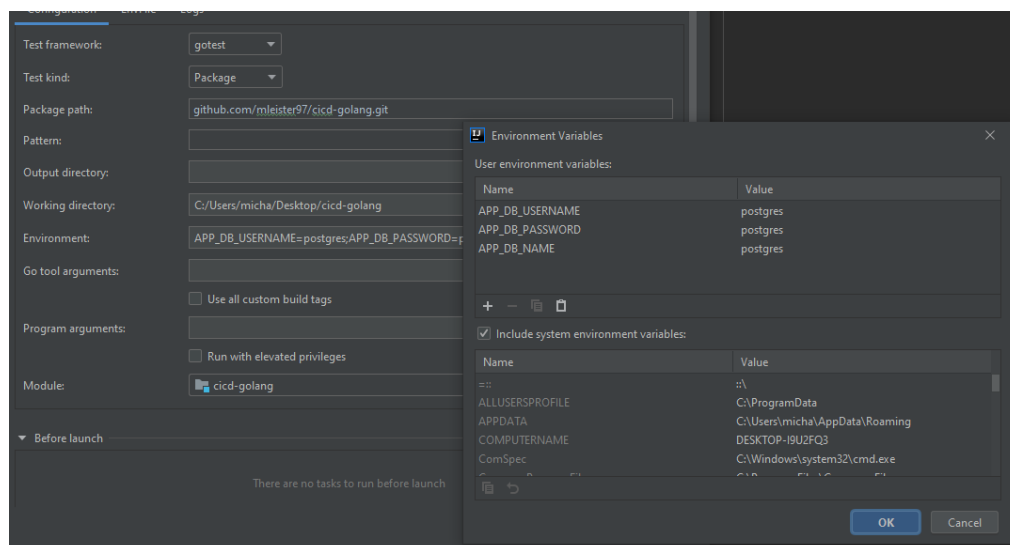 Configuration EnvFile Logs
Test framework: gotest
Test kind: Package
Package path: github.com/mleister97/cicd-golang.git
Pattern:
Output directory:
Working directory: C:/Users/micha/Desktop/cicd-golang
Environment: APP_DB_USERNAME=postgres;APP_DB_PASSWORD=p
Go tool arguments:
Use all custom build tags
Program arguments:
Run with elevated privileges
Module: cicd-golang
Before launch
There are no tasks to run before launch
Environment Variables
User environment variables:
Name Value
APP_DB_USERNAME postgres
APP_DB_PASSWORD postgres
APP_DB_NAME postgres
Include system environment variables:
Name Value
=:: ::\
ALLUSERSPROFILE C:\ProgramData
APPDATA C:\Users\micha\AppData\Roaming
COMPUTERNAME DESKTOP-I9U2FQ3
ComSpec C:\Windows\system32\cmd.exe
OK Cancel